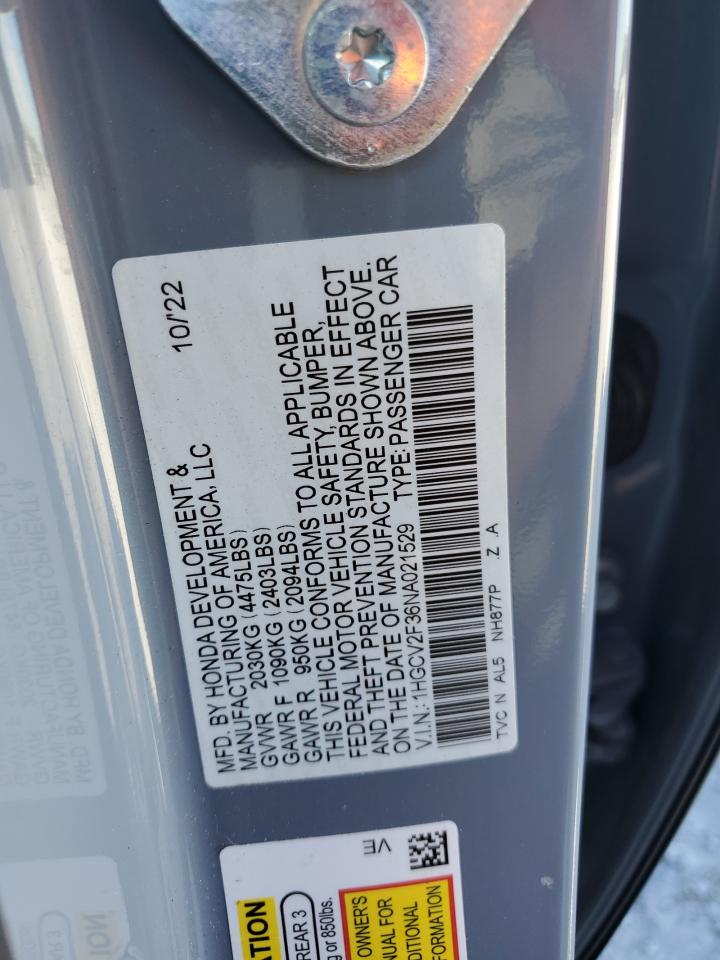 10/'22
MFD. BY HONDA DEVELOPMENT &
MANUFACTURING OF AMERICA, LLC
GVWR 2030KG (4475LBS)
GAWR F 1090KG (2403LBS)
GAWR R 950KG (2094LBS)
THIS VEHICLE CONFORMS TO ALL APPLICABLE
FEDERAL MOTOR VEHICLE SAFETY, BUMPER,
AND THEFT PREVENTION STANDARDS IN EFFECT
ON THE DATE OF MANUFACTURE SHOWN ABOVE.
V.I.N.: 1HGCV2F36NA021529 TYPE:PASSENGER CAR
TVC N AL5 NH877P .Z .A
VE
ATION
REAR 3
g or 850lbs.
OWNER'S
NUAL FOR
DITIONAL
FORMATION